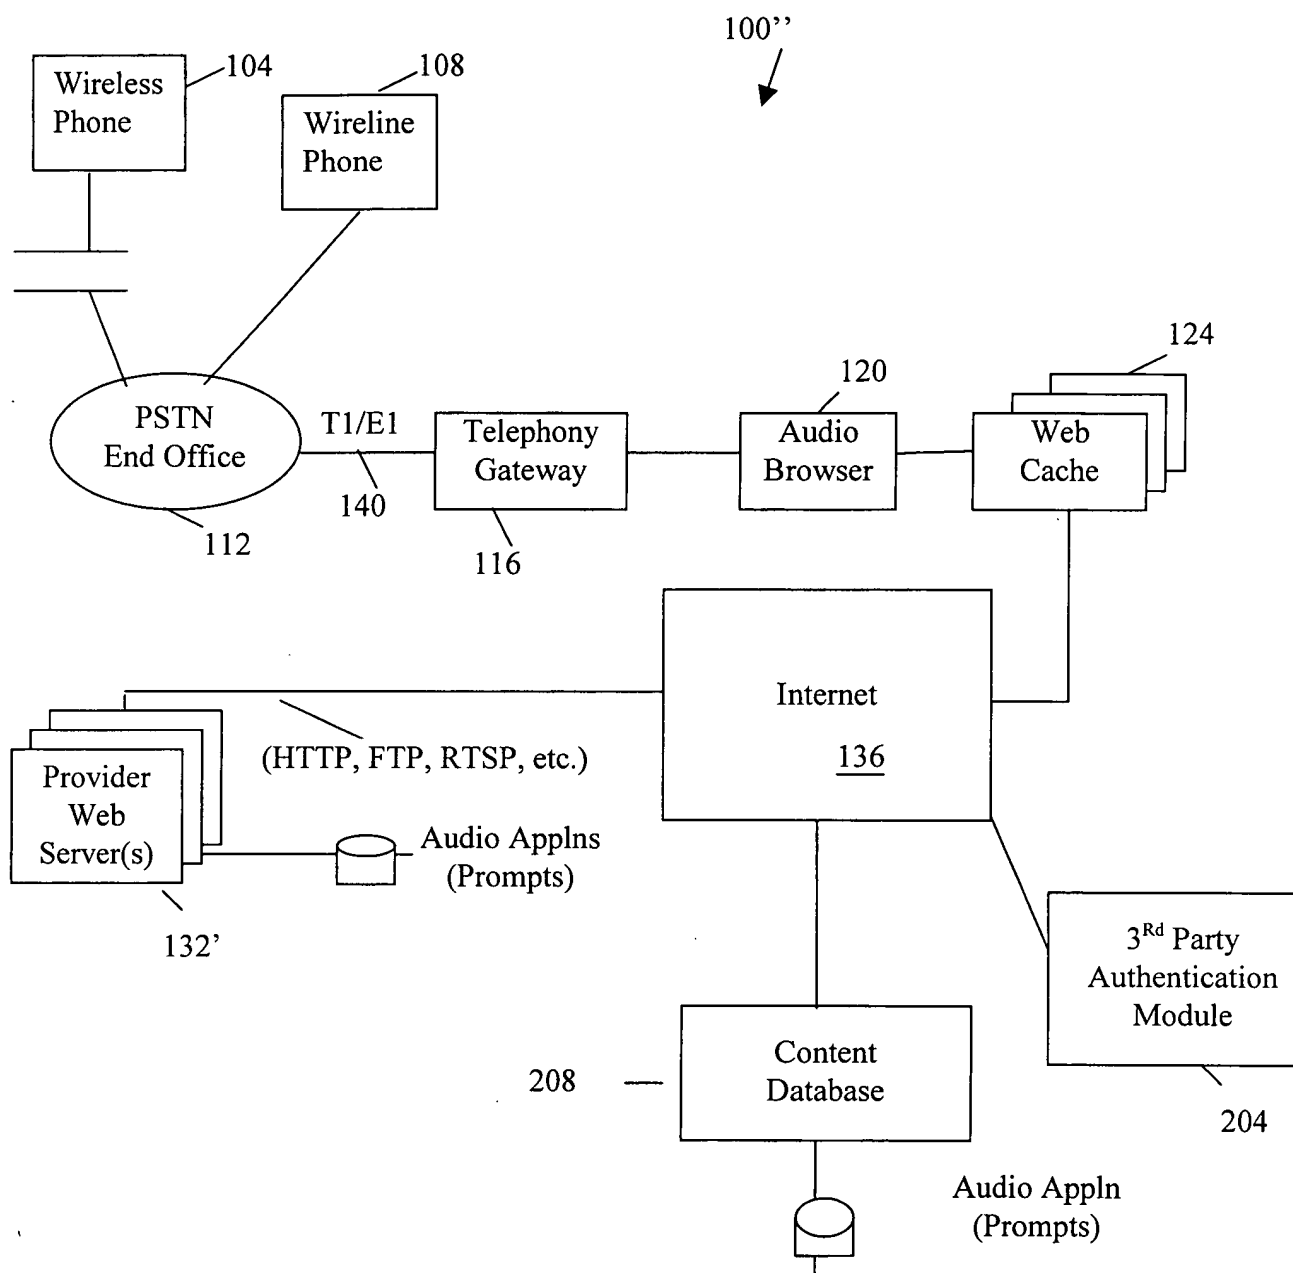 100’’
104
108
Wireless
Phone
Wireline
Phone
124
120
PSTN
End Office
T1/E1
140
Telephony
Gateway
Audio
Browser
Web
Cache
112
116
Internet
136
(HTTP, FTP, RTSP, etc.)
Provider
Web
Server(s)
Audio Applns
(Prompts)
132’
3Rd Party
Authentication
Module
Content
Database
208
204
Audio Appln
(Prompts)